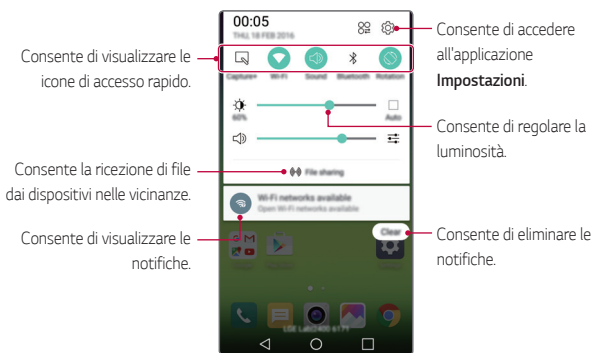 00:05
THU, 18 FEB 2016
Consente di accedere
all'applicazione
Impostazioni.
Consente di visualizzare le
icone di accesso rapido.
Capture+ Wi-Fi Sound Bluetooth Rotation
60%
Auto
Consente di regolare la
luminosità.
File sharing
Consente la ricezione di file
dai dispositivi nelle vicinanze.
Wi-Fi networks available
Open Wi-Fi networks available
Consente di visualizzare le
notifiche.
Clear
Consente di eliminare le
notifiche.